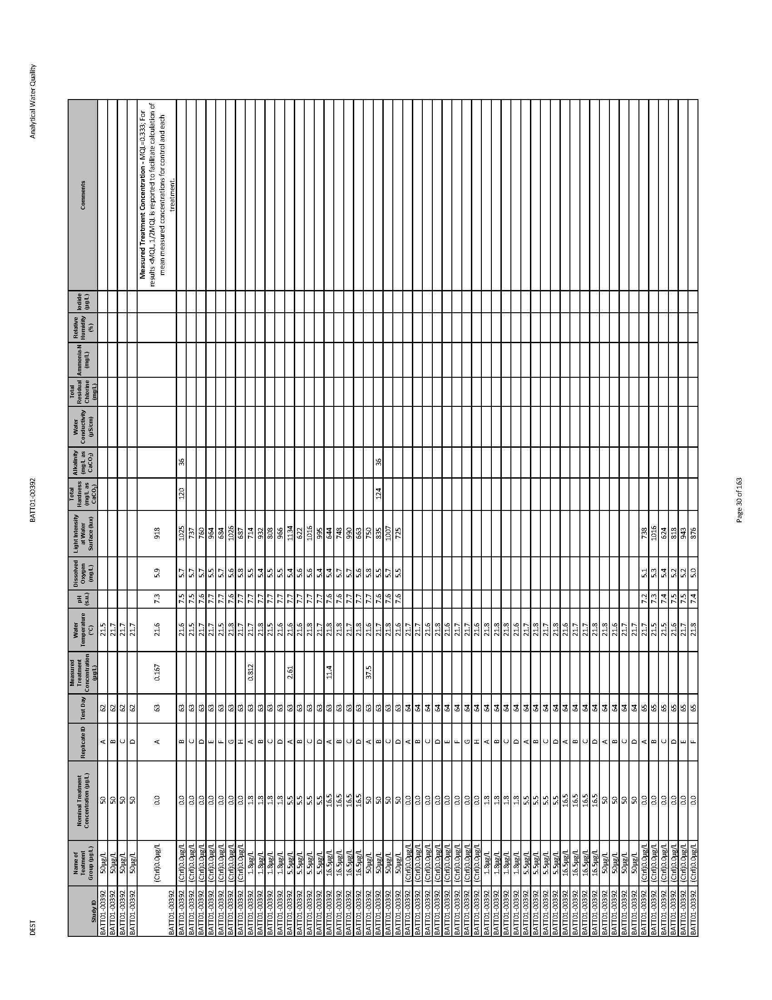 DEST BATT01-00392 Analytical Water Quality
Study ID Name of Teatment Group (µg/L) Nominal Treatment Concentration (µg/L) Replicate ID Test Day Measured Treatment Concentration (µg/L) Water Temperature (°C) pH (s.u.) Dissolved Oxygen (mg/L) Light Intensity at Water Surface (lux) Total Hardness (mg/L as CaCO₃) Alkalinity (mg/L as CaCO₃) Water Conductivity (µS/cm) Total Residual Chlorine (mg/L) Ammonia-N (mg/L) Relative Humidity (%) Iodide (µg/L) Comments
BATT01-00392 50µg/L 50 A 62 21.5
BATT01-00392 50µg/L 50 B 62 21.7
BATT01-00392 50µg/L 50 C 62 21.7
BATT01-00392 50µg/L 50 D 62 21.7
BATT01-00392 (Ctrl)0.0µg/L 0.0 A 63 0.167 21.6 7.3 5.9 918 Measured Treatment Concentration - MQL=0.333; For
results <MQL, 1/2MQL is reported to facilitate calculation of
mean measured concentrations for control and each
treatment.
BATT01-00392 (Ctrl)0.0µg/L 0.0 B 63 21.6 7.5 5.7 1025 120 36
BATT01-00392 (Ctrl)0.0µg/L 0.0 C 63 21.5 7.5 5.7 737
BATT01-00392 (Ctrl)0.0µg/L 0.0 D 63 21.7 7.6 5.7 760
BATT01-00392 (Ctrl)0.0µg/L 0.0 E 63 21.7 7.7 5.5 964
BATT01-00392 (Ctrl)0.0µg/L 0.0 F 63 21.5 7.7 5.7 684
BATT01-00392 (Ctrl)0.0µg/L 0.0 G 63 21.8 7.6 5.6 1026
BATT01-00392 (Ctrl)0.0µg/L 0.0 H 63 21.7 7.7 5.8 687
BATT01-00392 1.8µg/L 1.8 A 63 0.812 21.7 7.7 5.5 714
BATT01-00392 1.8µg/L 1.8 B 63 21.8 7.7 5.4 932
BATT01-00392 1.8µg/L 1.8 C 63 21.5 7.7 5.5 808
BATT01-00392 1.8µg/L 1.8 D 63 21.6 7.7 5.5 966
BATT01-00392 5.5µg/L 5.5 A 63 2.61 21.6 7.7 5.4 1134
BATT01-00392 5.5µg/L 5.5 B 63 21.6 7.7 5.6 622
BATT01-00392 5.5µg/L 5.5 C 63 21.8 7.7 5.6 1016
BATT01-00392 5.5µg/L 5.5 D 63 21.7 7.7 5.4 995
BATT01-00392 16.5µg/L 16.5 A 63 11.4 21.8 7.6 5.4 644
BATT01-00392 16.5µg/L 16.5 B 63 21.8 7.6 5.7 748
BATT01-00392 16.5µg/L 16.5 C 63 21.7 7.7 5.7 990
BATT01-00392 16.5µg/L 16.5 D 63 21.8 7.7 5.6 663
BATT01-00392 50µg/L 50 A 63 37.5 21.6 7.7 5.8 750
BATT01-00392 50µg/L 50 B 63 21.7 7.6 5.5 835 124 36
BATT01-00392 50µg/L 50 C 63 21.8 7.6 5.7 1007
BATT01-00392 50µg/L 50 D 63 21.6 7.6 5.5 725
BATT01-00392 (Ctrl)0.0µg/L 0.0 A 64 21.7
BATT01-00392 (Ctrl)0.0µg/L 0.0 B 64 21.7
BATT01-00392 (Ctrl)0.0µg/L 0.0 C 64 21.6
BATT01-00392 (Ctrl)0.0µg/L 0.0 D 64 21.8
BATT01-00392 (Ctrl)0.0µg/L 0.0 E 64 21.6
BATT01-00392 (Ctrl)0.0µg/L 0.0 F 64 21.7
BATT01-00392 (Ctrl)0.0µg/L 0.0 G 64 21.7
BATT01-00392 (Ctrl)0.0µg/L 0.0 H 64 21.6
BATT01-00392 1.8µg/L 1.8 A 64 21.8
BATT01-00392 1.8µg/L 1.8 B 64 21.8
BATT01-00392 1.8µg/L 1.8 C 64 21.8
BATT01-00392 1.8µg/L 1.8 D 64 21.6
BATT01-00392 5.5µg/L 5.5 A 64 21.7
BATT01-00392 5.5µg/L 5.5 B 64 21.8
BATT01-00392 5.5µg/L 5.5 C 64 21.7
BATT01-00392 5.5µg/L 5.5 D 64 21.8
BATT01-00392 16.5µg/L 16.5 A 64 21.6
BATT01-00392 16.5µg/L 16.5 B 64 21.7
BATT01-00392 16.5µg/L 16.5 C 64 21.7
BATT01-00392 16.5µg/L 16.5 D 64 21.8
BATT01-00392 50µg/L 50 A 64 21.8
BATT01-00392 50µg/L 50 B 64 21.6
BATT01-00392 50µg/L 50 C 64 21.7
BATT01-00392 50µg/L 50 D 64 21.7
BATT01-00392 (Ctrl)0.0µg/L 0.0 A 65 21.7 7.2 5.1 738
BATT01-00392 (Ctrl)0.0µg/L 0.0 B 65 21.5 7.3 5.3 1016
BATT01-00392 (Ctrl)0.0µg/L 0.0 C 65 21.5 7.4 5.4 624
BATT01-00392 (Ctrl)0.0µg/L 0.0 D 65 21.6 7.5 5.2 818
BATT01-00392 (Ctrl)0.0µg/L 0.0 E 65 21.7 7.5 5.2 943
BATT01-00392 (Ctrl)0.0µg/L 0.0 F 65 21.8 7.4 5.0 876
Page 30 of 163